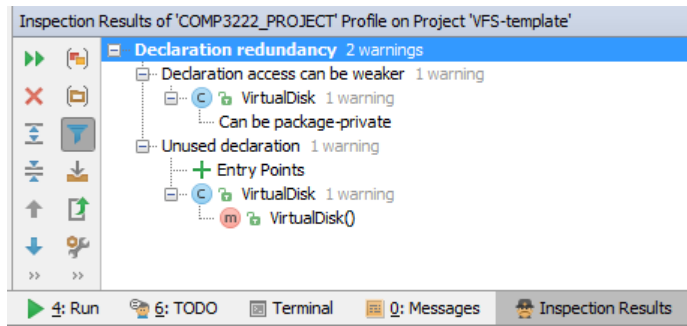 Inspection Results of 'COMP3222_PROJECT' Profile on Project 'VFS-template'
Declaration redundancy 2 warnings
Declaration access can be weaker 1 warning
C VirtualDisk 1 warning
Can be package-private
Unused declaration 1 warning
Entry Points
C VirtualDisk 1 warning
m VirtualDisk()
4: Run 6: TODO Terminal 0: Messages Inspection Results